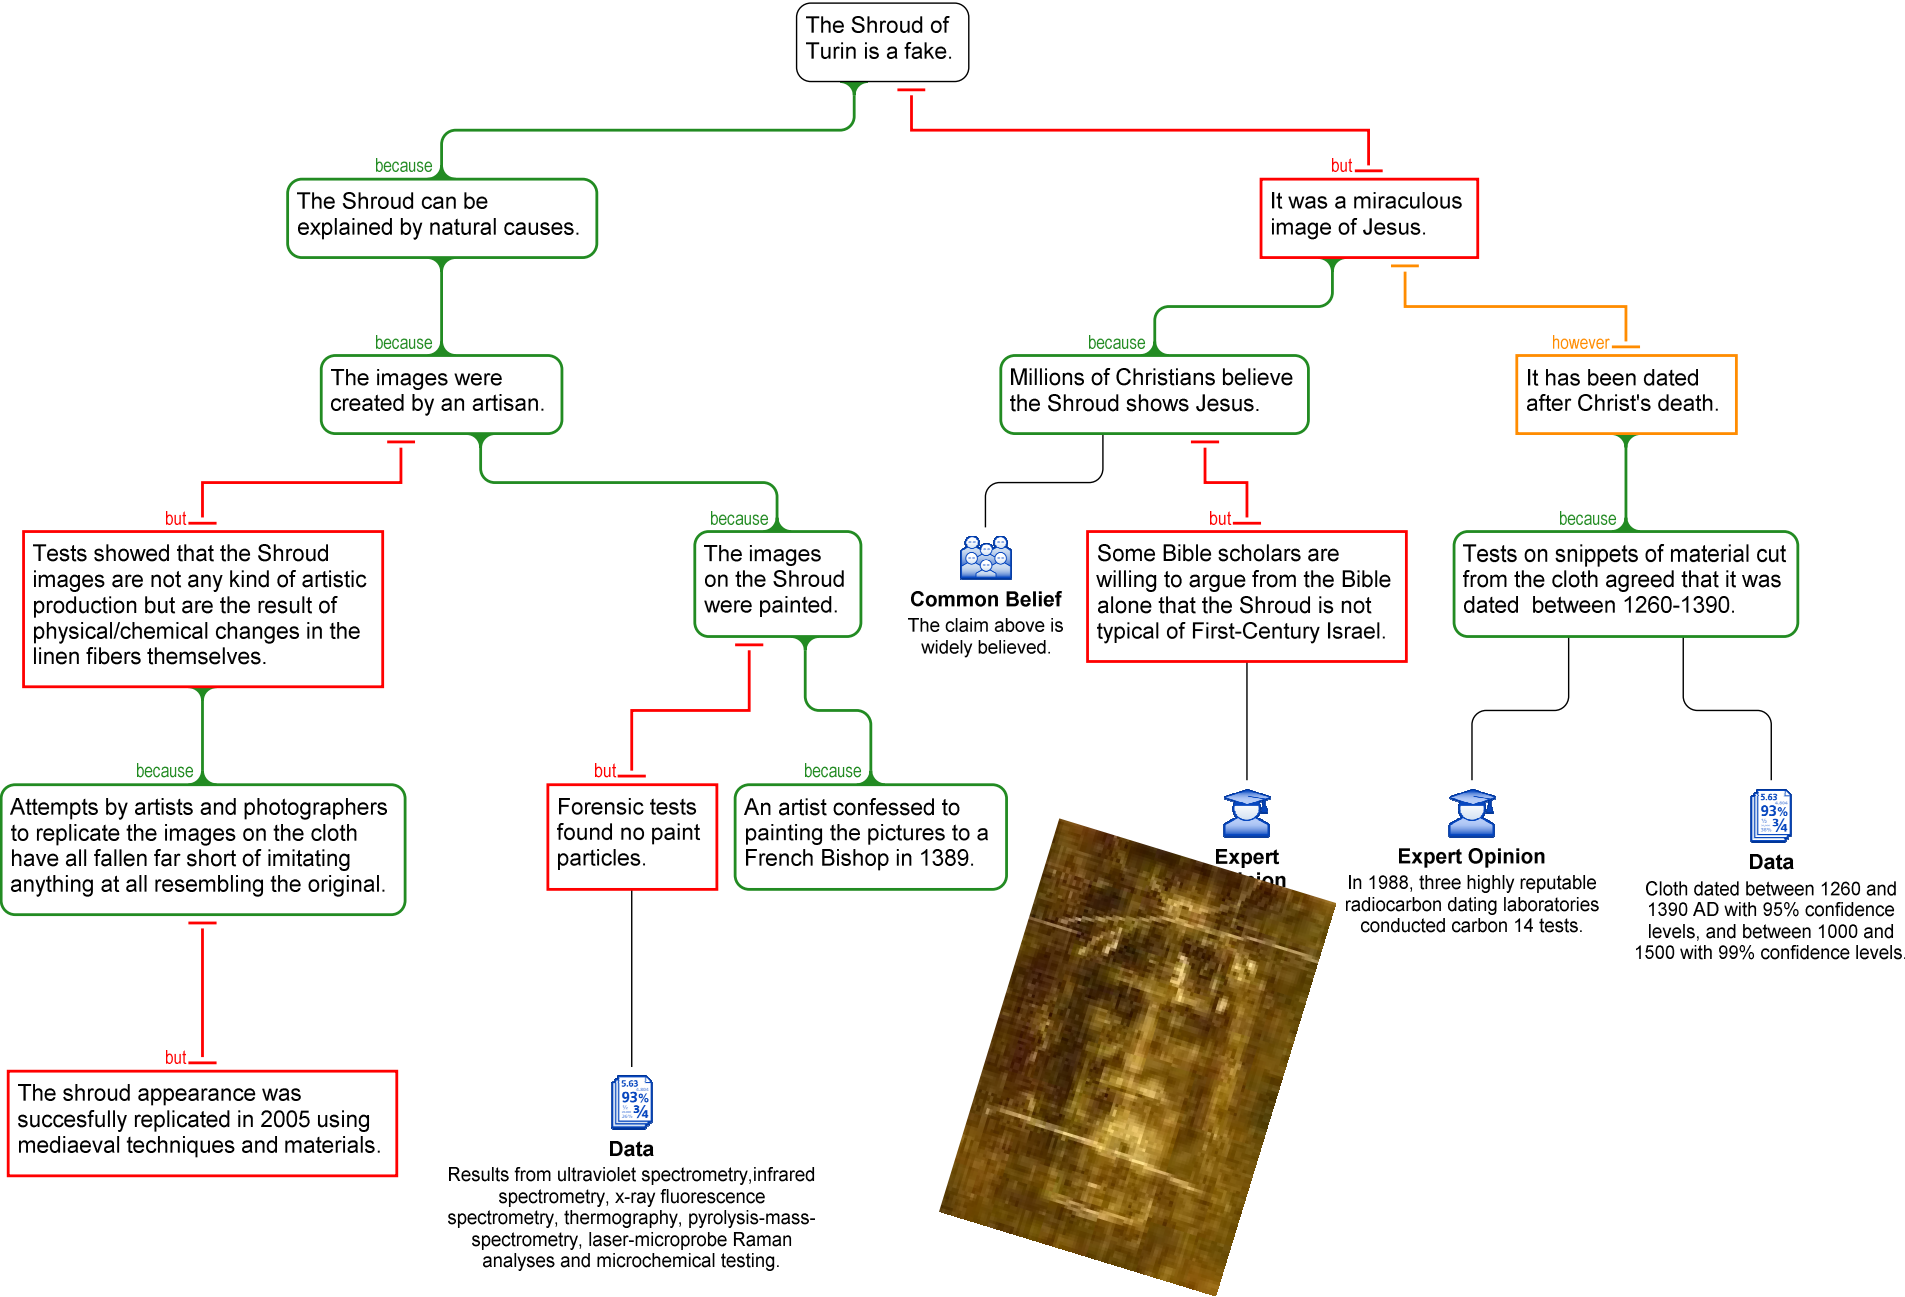 The Shroud of
Turin is a fake.
because
but
The Shroud can be
explained by natural causes.
It was a miraculous
image of Jesus.
because
because
however
The images were
created by an artisan.
Millions of Christians believe
the Shroud shows Jesus.
It has been dated
after Christ's death.
but
because
but
because
Tests showed that the Shroud
images are not any kind of artistic
production but are the result of
physical/chemical changes in the
linen fibers themselves.
The images
on the Shroud
were painted.
Common Belief
The claim above is
widely believed.
Some Bible scholars are
willing to argue from the Bible
alone that the Shroud is not
typical of First-Century Israel.
Tests on snippets of material cut
from the cloth agreed that it was
dated  between 1260-1390.
because
but
because
Attempts by artists and photographers
to replicate the images on the cloth
have all fallen far short of imitating
anything at all resembling the original.
Forensic tests
found no paint
particles.
An artist confessed to
painting the pictures to a
French Bishop in 1389.
Expert
Expert Opinion
In 1988, three highly reputable
radiocarbon dating laboratories
conducted carbon 14 tests.
5.63
93%
¾
Data
Cloth dated between 1260 and
1390 AD with 95% confidence
levels, and between 1000 and
1500 with 99% confidence levels.
but
The shroud appearance was
succesfully replicated in 2005 using
mediaeval techniques and materials.
5.63
93%
¾
Data
Results from ultraviolet spectrometry,infrared
spectrometry, x-ray fluorescence
spectrometry, thermography, pyrolysis-mass-
spectrometry, laser-microprobe Raman
analyses and microchemical testing.